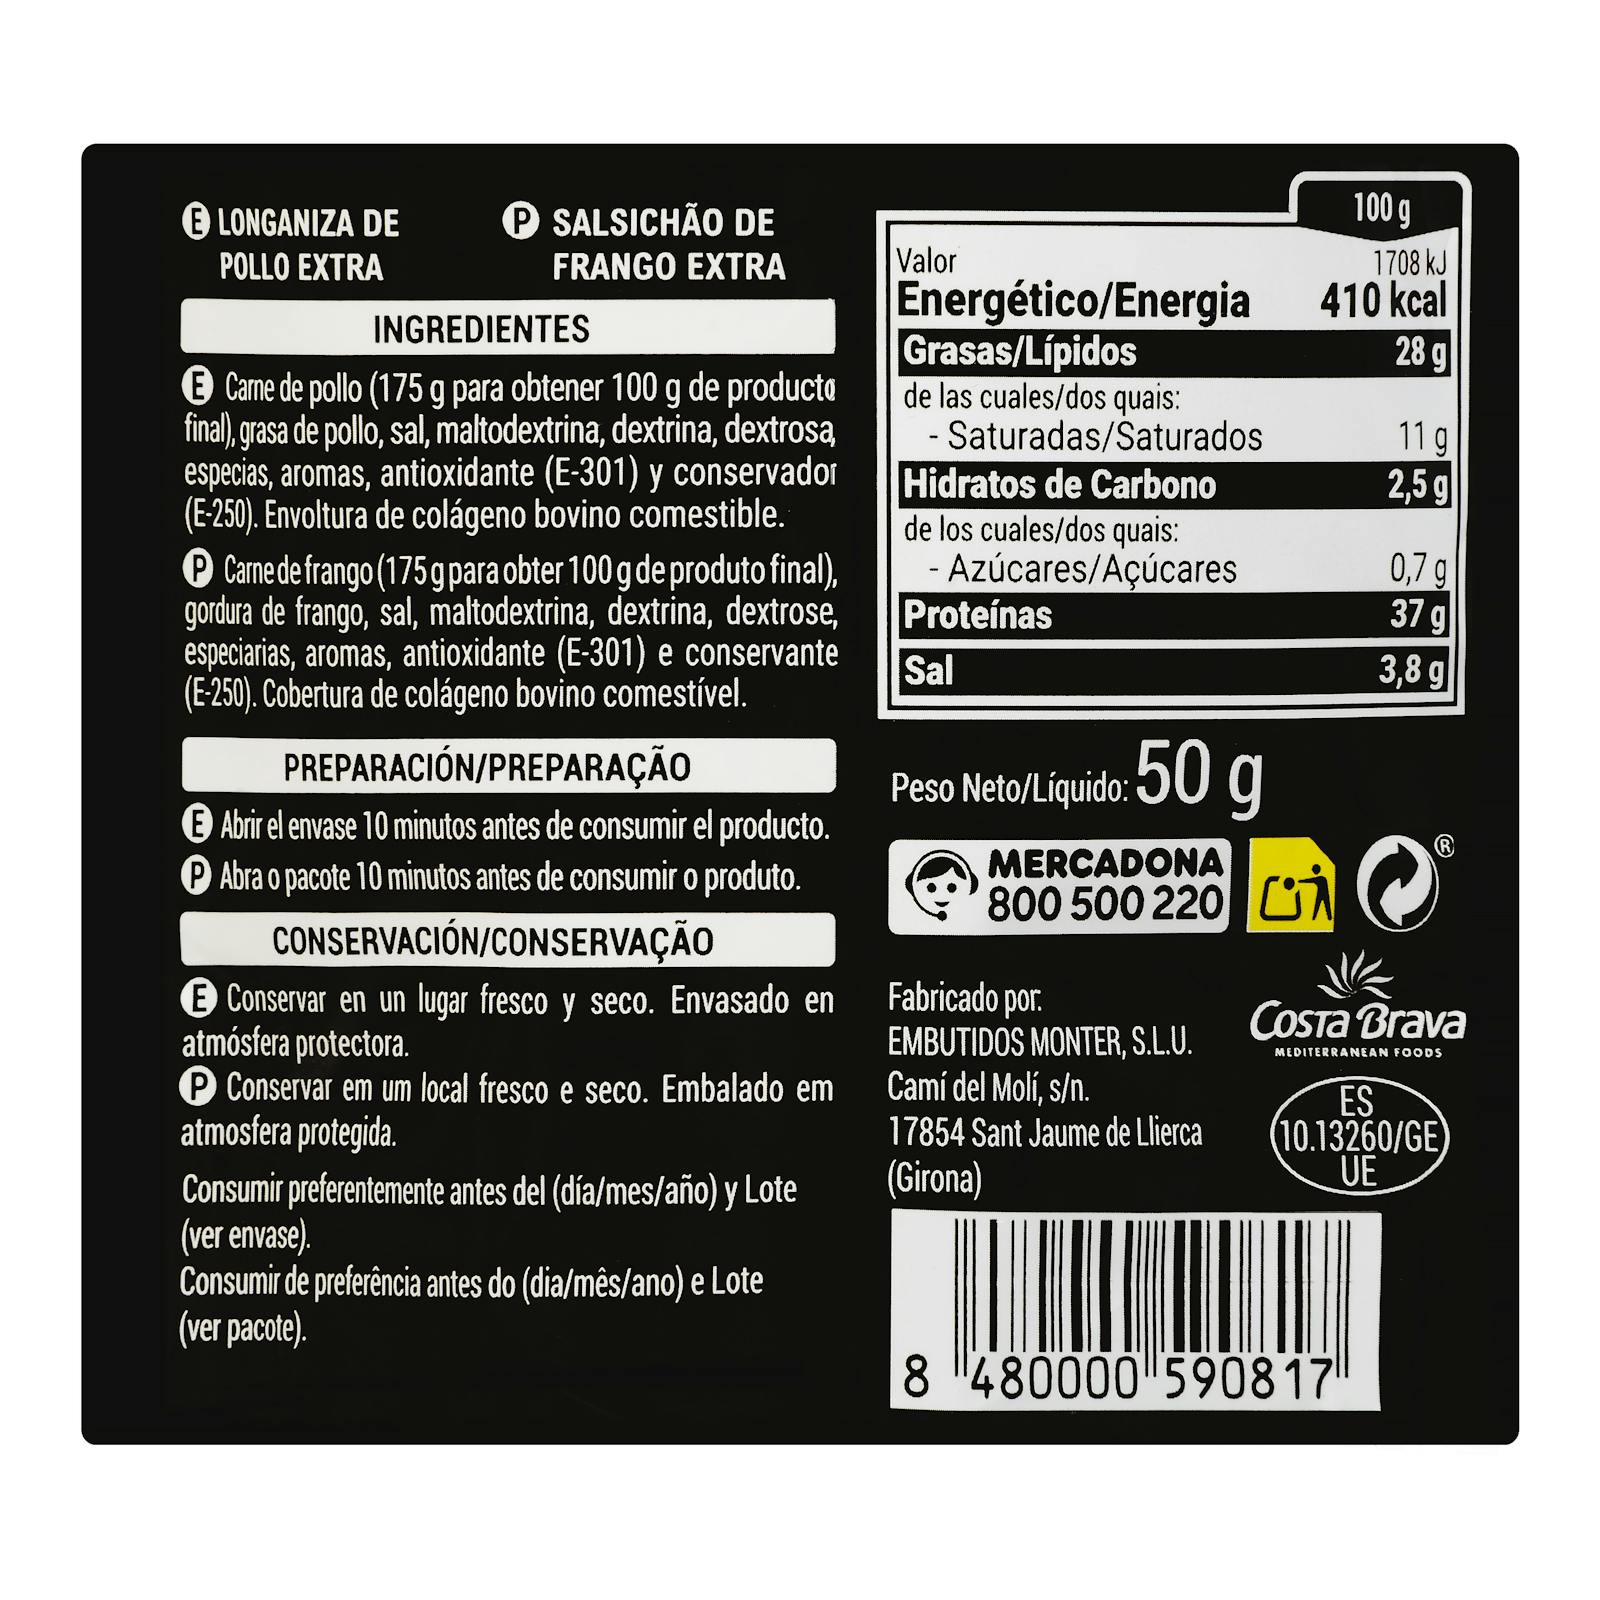 E LONGANIZA DE
POLLO EXTRA
P SALSICHÃO DE
FRANGO EXTRA
INGREDIENTES
E Carne de pollo (175 g para obtener 100 g de producto
final), grasa de pollo, sal, maltodextrina, dextrina, dextrosa,
especias, aromas, antioxidante (E-301) y conservador
(E-250). Envoltura de colágeno bovino comestible.
P Carne de frango (175 g para obter 100 g de produto final),
gordura de frango, sal, maltodextrina, dextrina, dextrose,
especiarias, aromas, antioxidante (E-301) e conservante
(E-250). Cobertura de colágeno bovino comestível.
PREPARACIÓN/PREPARAÇÃO
E Abrir el envase 10 minutos antes de consumir el producto.
P Abra o pacote 10 minutos antes de consumir o produto.
CONSERVACIÓN/CONSERVAÇÃO
E Conservar en un lugar fresco y seco. Envasado en
atmósfera protectora.
P Conservar em um local fresco e seco. Embalado em
atmosfera protegida.
Consumir preferentemente antes del (día/mes/año) y Lote
(ver envase).
Consumir de preferência antes do (dia/mês/ano) e Lote
(ver pacote).
100 g
Valor 1708 kJ
Energético/Energia 410 kcal
Grasas/Lípidos 28 g
de las cuales/dos quais:
- Saturadas/Saturados 11 g
Hidratos de Carbono 2,5 g
de los cuales/dos quais:
- Azúcares/Açúcares 0,7 g
Proteínas 37 g
Sal 3,8 g
Peso Neto/Líquido: 50 g
MERCADONA
800 500 220
®
Fabricado por:
EMBUTIDOS MONTER, S.L.U.
Camí del Molí, s/n.
17854 Sant Jaume de Llierca
(Girona)
Costa Brava
MEDITERRANEAN FOODS
ES
10.13260/GE
UE
8 480000 590817